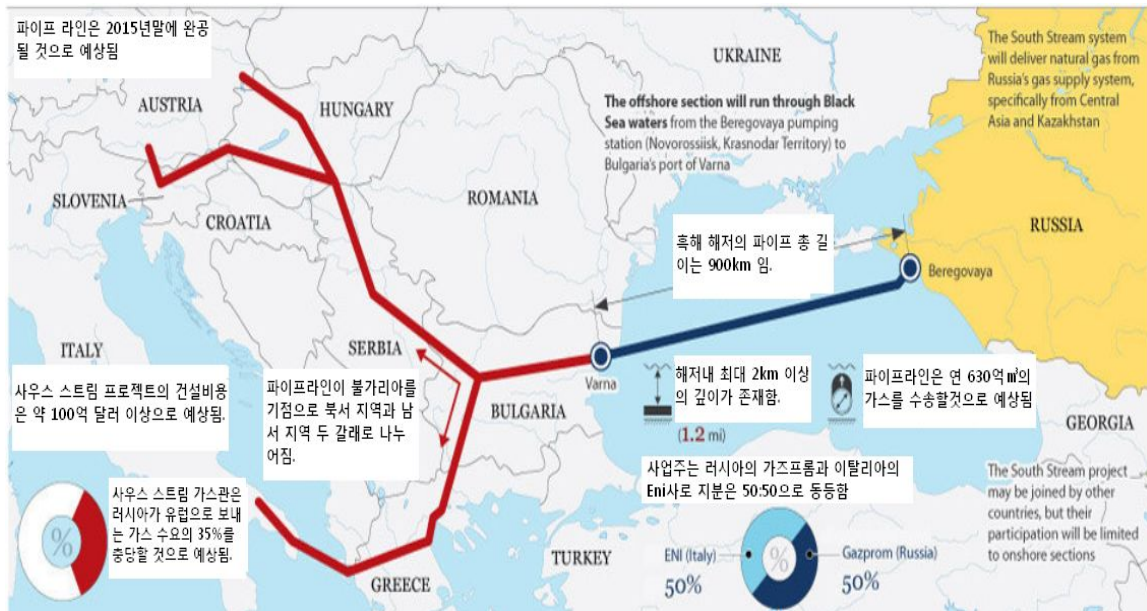 파이프 라인은 2015년말에 완공
될 것으로 예상됨
AUSTRIA
HUNGARY
UKRAINE
The South Stream system
will deliver natural gas from
Russia's gas supply system,
specifically from Central
Asia and Kazakhstan
The offshore section will run through Black
Sea waters from the Beregovaya pumping
station (Novorossiisk, Krasnodar Territory) to
Bulgaria's port of Varna
SLOVENIA
CROATIA
ROMANIA
RUSSIA
흑해 해저의 파이프 총 길
이는 900km 임.
Beregovaya
ITALY
SERBIA
Varna
BULGARIA
사우스 스트림 프로젝트의 건설비용
은 약 100억 달러 이상으로 예상됨.
파이프라인이 불가리아를
기점으로 북서 지역과 남
서 지역 두 갈래로 나누
어짐.
해저내 최대 2km 이상
의 깊이가 존재함.
(1.2 mi)
파이프라인은 연 630억㎥의
가스를 수송할것으로 예상됨
GEORGIA
사업주는 러시아의 가즈프롬과 이탈리아의
Eni사로 지분은 50:50으로 동등함
The South Stream project
may be joined by other
countries, but their
participation will be limited
to onshore sections
%
사우스 스트림 가스관은
러시아가 유럽으로 보내
는 가스 수요의 35%를
충당할 것으로 예상됨.
GREECE
TURKEY
ENI (Italy)
50%
%
Gazprom (Russia)
50%